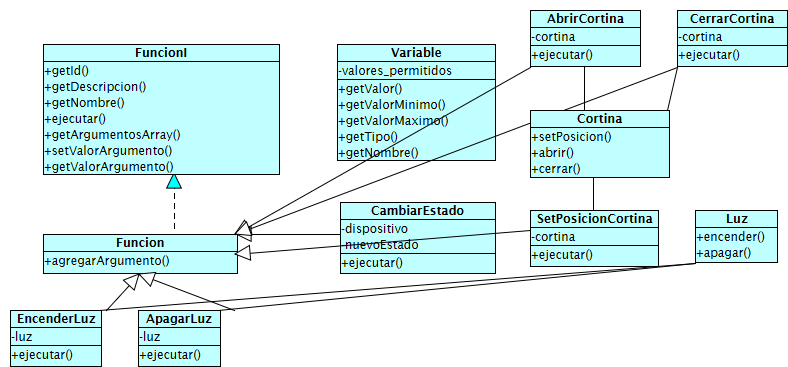 AbrirCortina
-cortina
+ejecutar()
CerrarCortina
-cortina
+ejecutar()
FuncionI
+getId()
+getDescripcion()
+getNombre()
+ejecutar()
+getArgumentosArray()
+setValorArgumento()
+getValorArgumento()
Variable
-valores_permitidos
+getValor()
+getValorMinimo()
+getValorMaximo()
+getTipo()
+getNombre()
Cortina
+setPosicion()
+abrir()
+cerrar()
CambiarEstado
-dispositivo
-nuevoEstado
+ejecutar()
SetPosicionCortina
-cortina
+ejecutar()
Luz
+encender()
+apagar()
Funcion
+agregarArgumento()
EncenderLuz
-luz
+ejecutar()
ApagarLuz
-luz
+ejecutar()